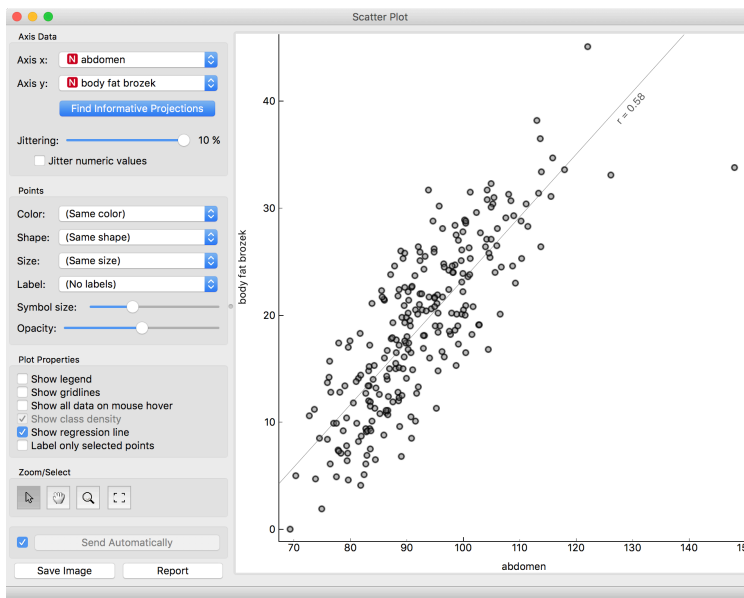 Scatter Plot
Axis Data
Axis x: N abdomen
Axis y: N body fat brozek
Find Informative Projections
Jittering: 10 %
Jitter numeric values
Points
Color: (Same color)
Shape: (Same shape)
Size: (Same size)
Label: (No labels)
Symbol size:
Opacity:
Plot Properties
Show legend
Show gridlines
Show all data on mouse hover
Show class density
Show regression line
Label only selected points
Zoom/Select
Send Automatically
Save Image Report
body fat brozek
40
30
20
10
0
r = 0.58
70 80 90 100 110 120 130 140 15
abdomen